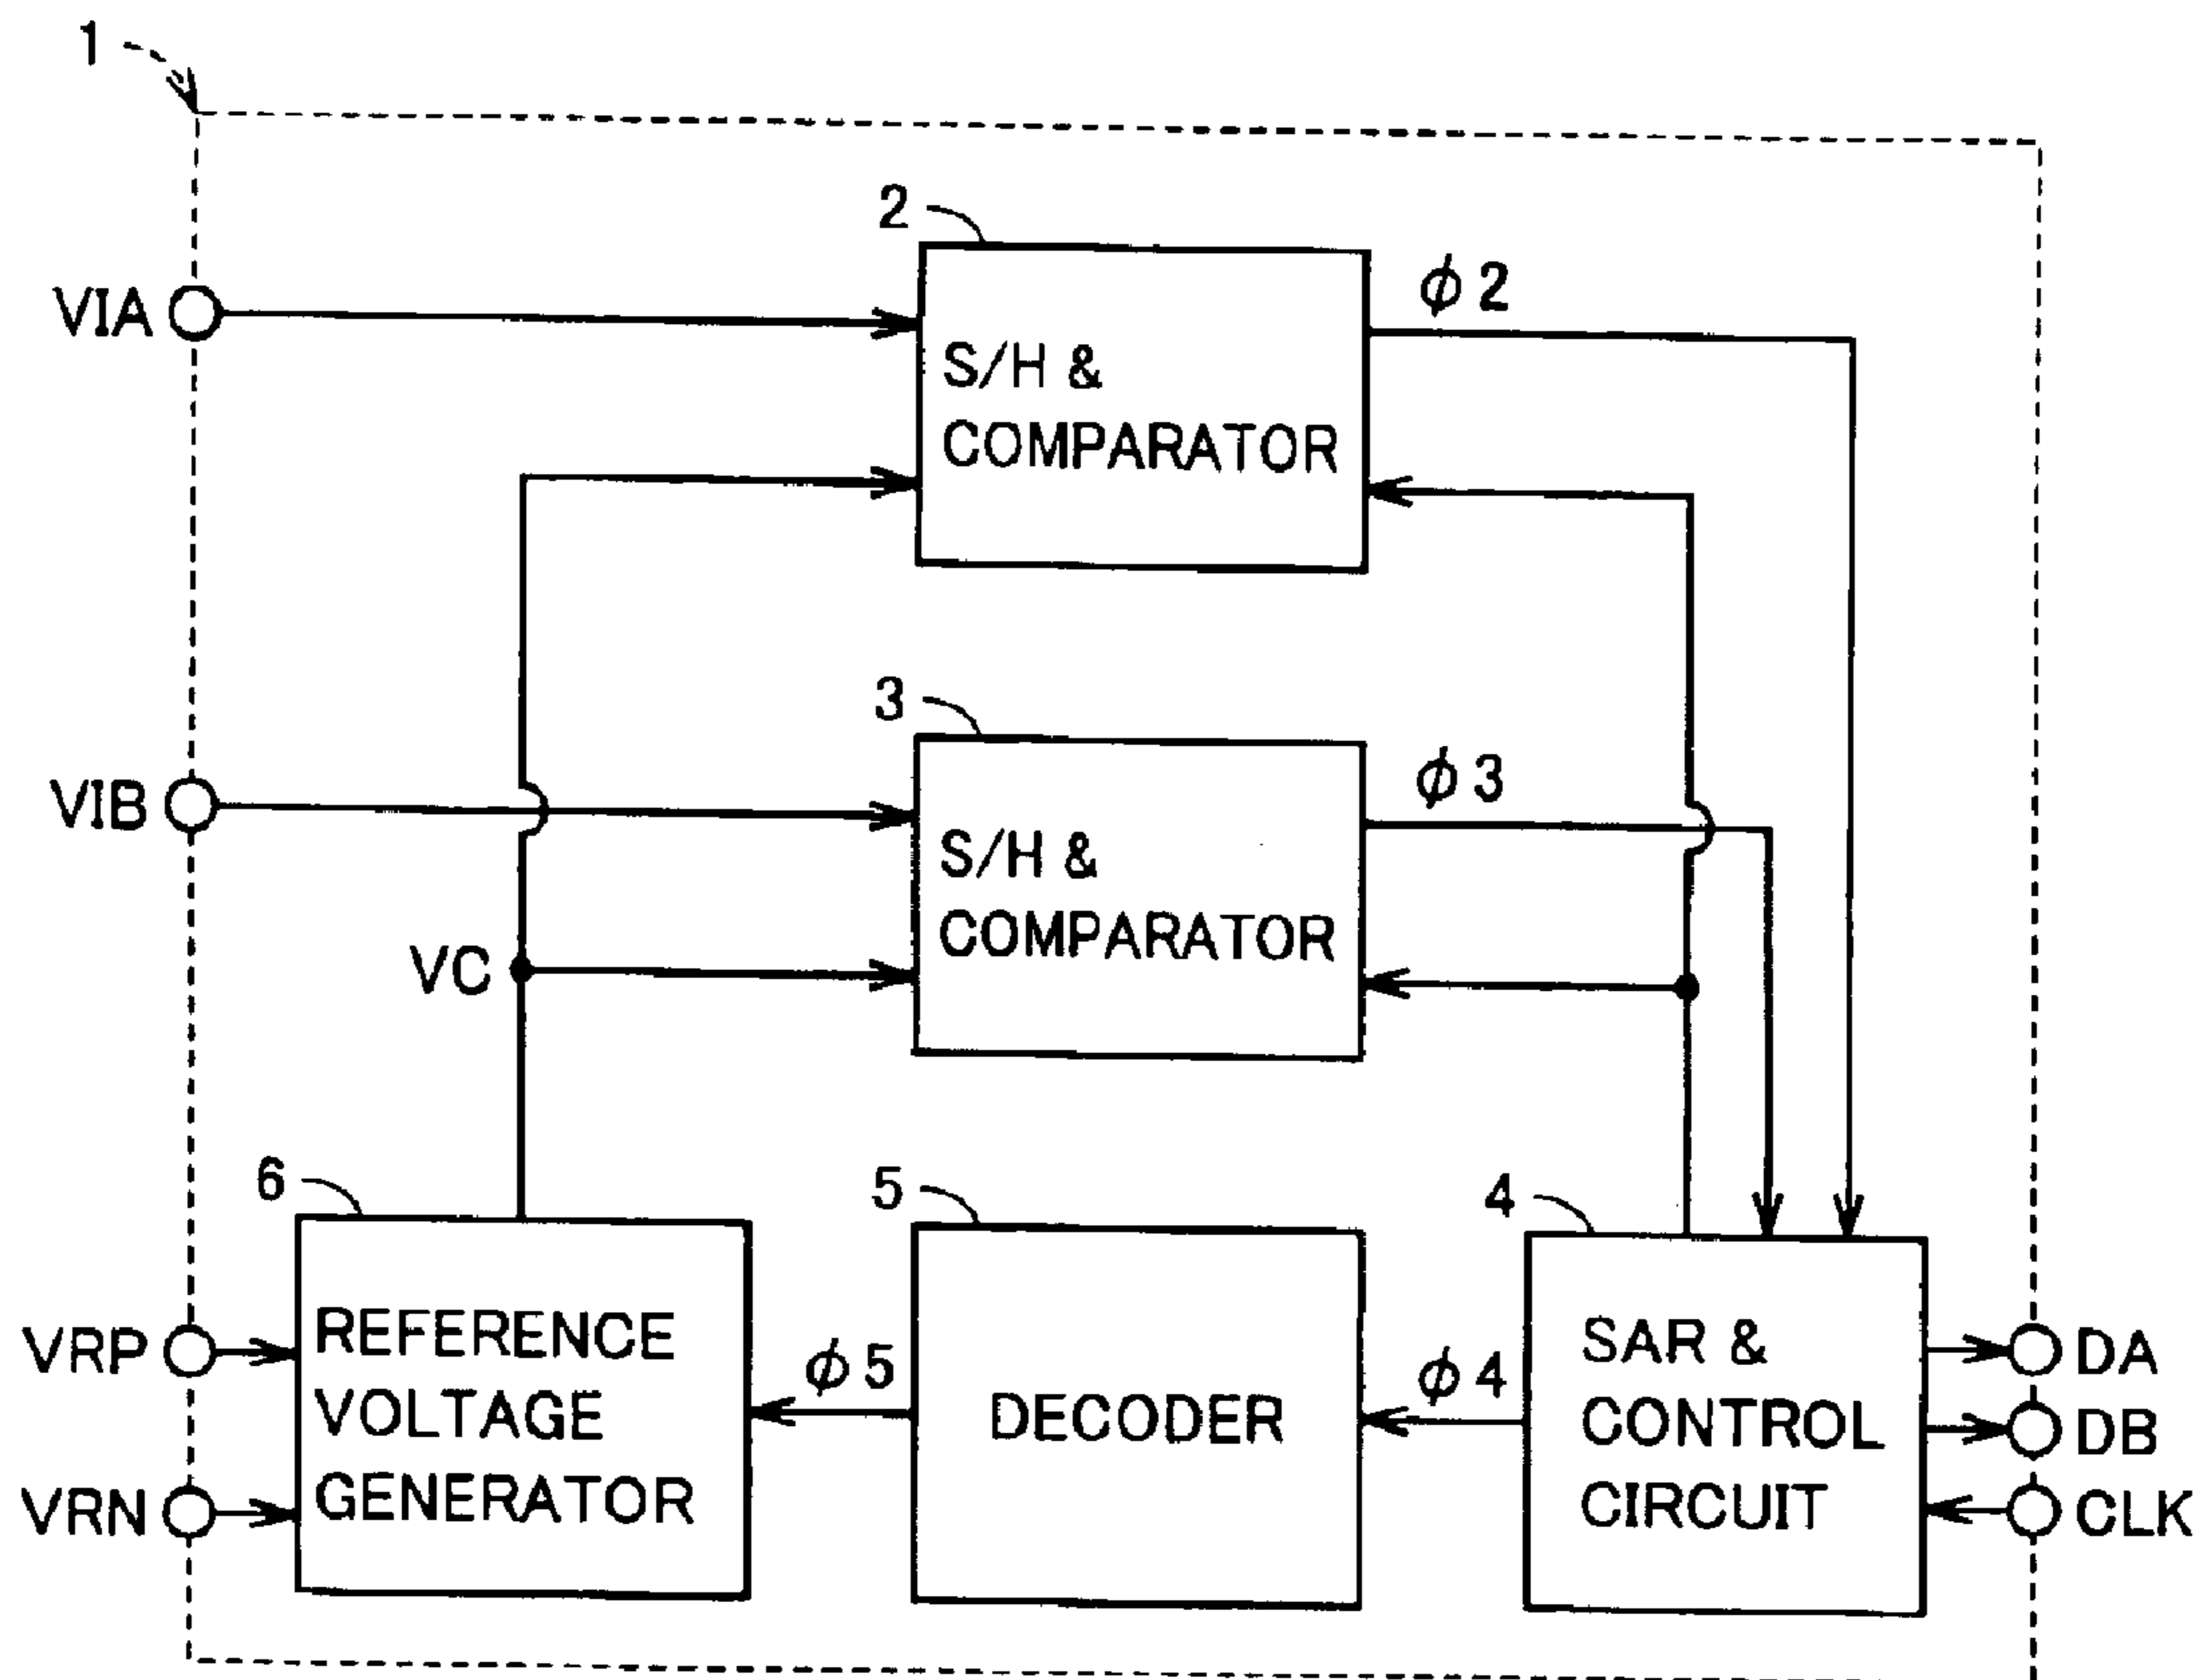 1
2
VIA
S/H &
COMPARATOR
ϕ2
3
VIB
S/H &
COMPARATOR
ϕ3
VC
6
5
4
VRP
VRN
REFERENCE
VOLTAGE
GENERATOR
ϕ5
DECODER
ϕ4
SAR &
CONTROL
CIRCUIT
DA
DB
CLK